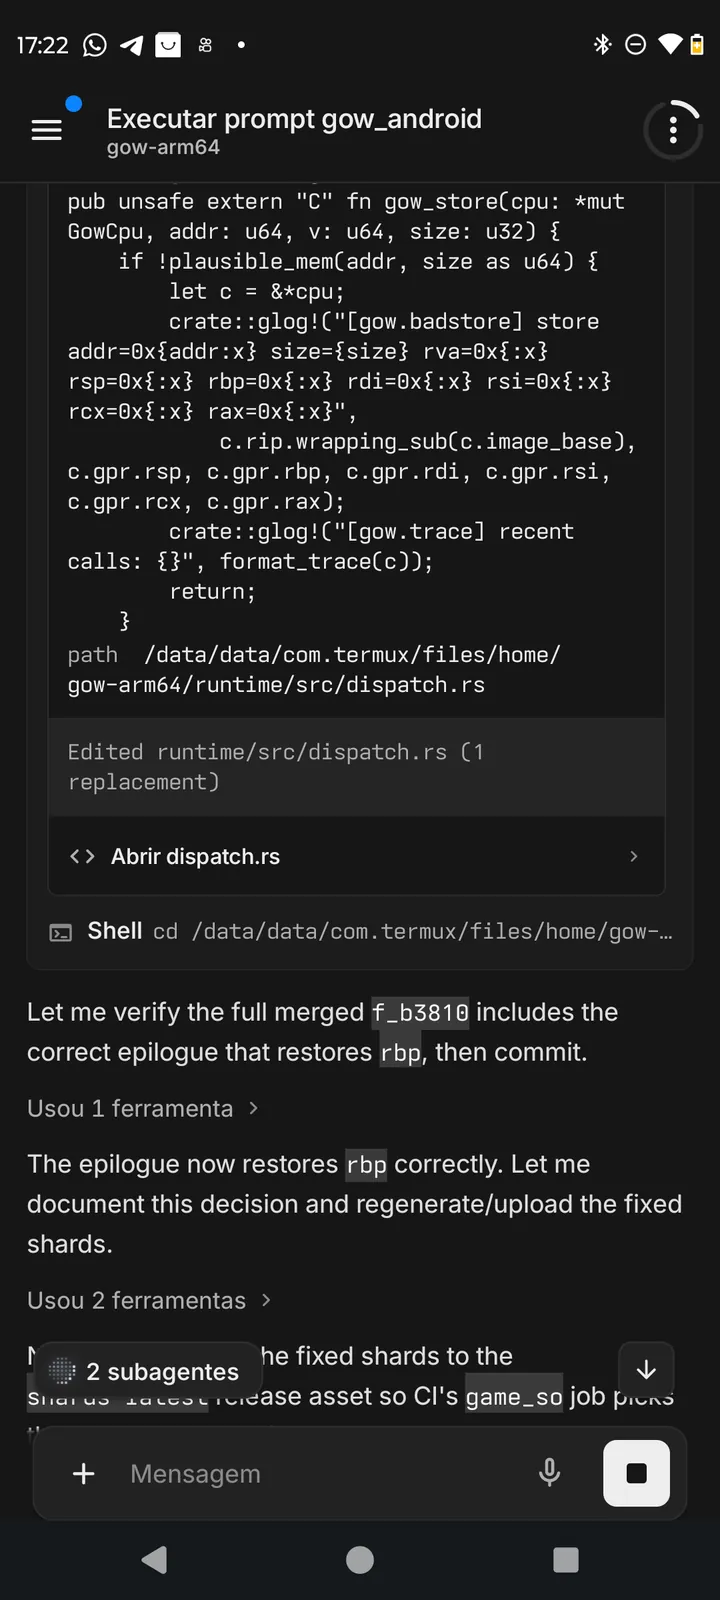 17:22
Executar prompt gow_android
gow-arm64
pub unsafe extern "C" fn gow_store(cpu: *mut
GowCpu, addr: u64, v: u64, size: u32) {
    if !plausible_mem(addr, size as u64) {
        let c = &*cpu;
        crate::glog!("[gow.badstore] store
addr=0x{addr:x} size={size} rva=0x{:x}
rsp=0x{:x} rbp=0x{:x} rdi=0x{:x} rsi=0x{:x}
rcx=0x{:x} rax=0x{:x}",
            c.rip.wrapping_sub(c.image_base),
c.gpr.rsp, c.gpr.rbp, c.gpr.rdi, c.gpr.rsi,
c.gpr.rcx, c.gpr.rax);
        crate::glog!("[gow.trace] recent
calls: {}", format_trace(c));
        return;
    }
path /data/data/com.termux/files/home/
gow-arm64/runtime/src/dispatch.rs
Edited runtime/src/dispatch.rs (1
replacement)
Abrir dispatch.rs
Shell cd /data/data/com.termux/files/home/gow-…
Let me verify the full merged f_b3810 includes the
correct epilogue that restores rbp, then commit.
Usou 1 ferramenta
The epilogue now restores rbp correctly. Let me
document this decision and regenerate/upload the fixed
shards.
Usou 2 ferramentas
he fixed shards to the
2 subagentes
release asset so CI's game_so job picks
Mensagem